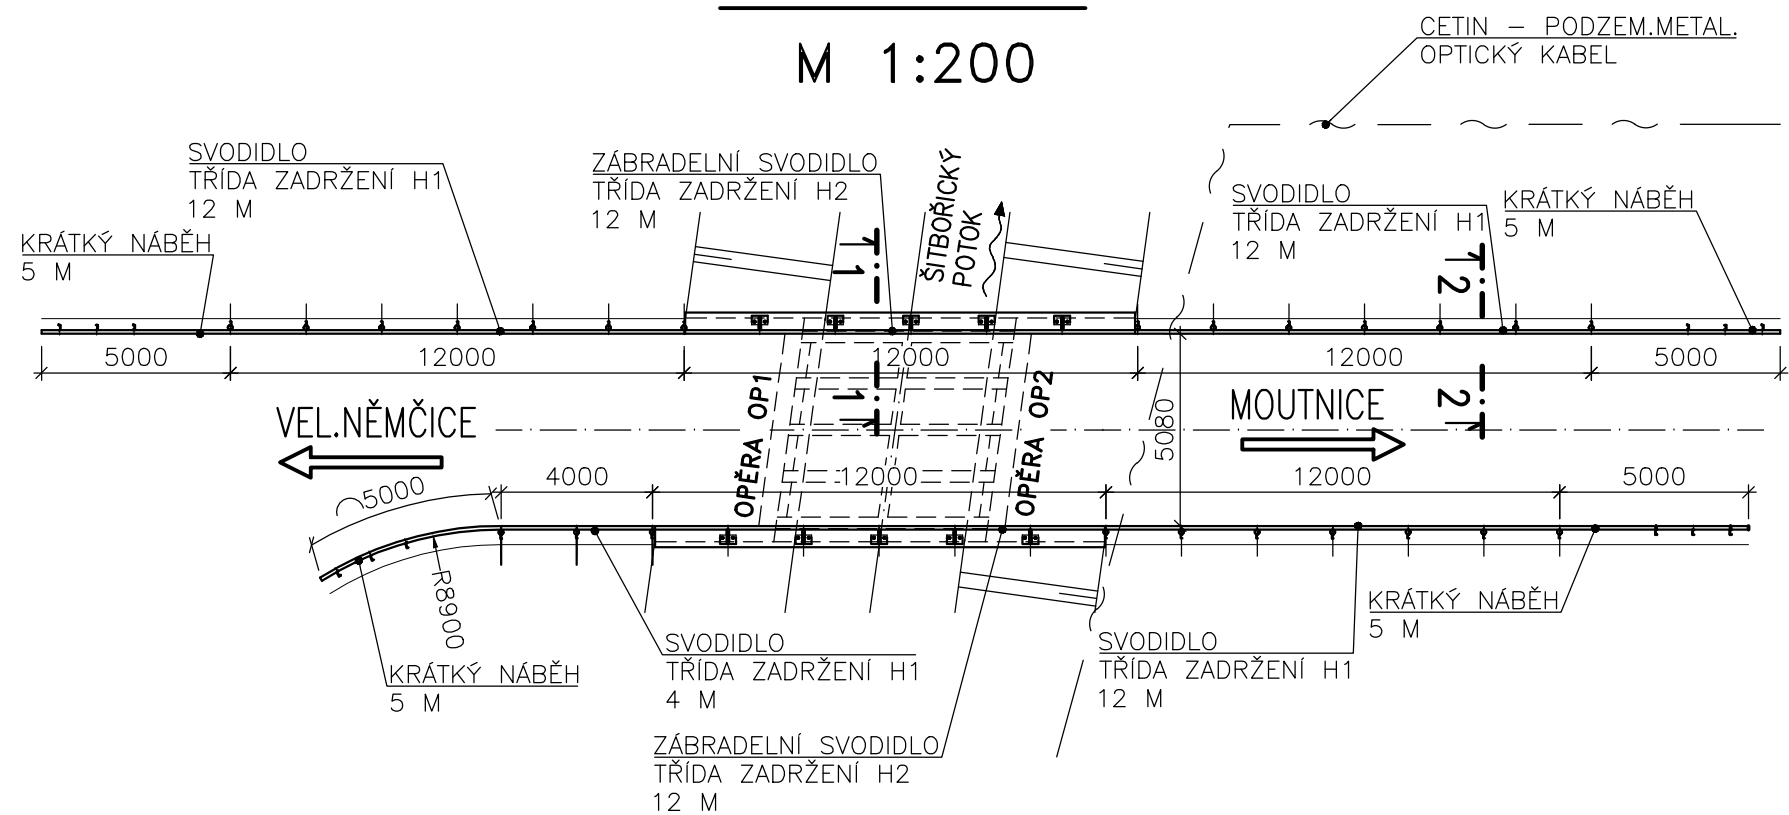 M 1:200
CETIN – PODZEM.METAL.
OPTICKÝ KABEL
SVODIDLO
TŘÍDA ZADRŽENÍ H1
12 M
ZÁBRADELNÍ SVODIDLO
TŘÍDA ZADRŽENÍ H2
12 M
ŠITBOŘICKÝ
POTOK
SVODIDLO
TŘÍDA ZADRŽENÍ H1
12 M
KRÁTKÝ NÁBĚH
5 M
KRÁTKÝ NÁBĚH
5 M
1
2
5000
12000
12000
12000
5000
OPĚRA OP1
1
OPĚRA OP2
2
VEL.NĚMČICE
MOUTNICE
5080
5000
4000
12000
12000
5000
R8900
KRÁTKÝ NÁBĚH
5 M
SVODIDLO
TŘÍDA ZADRŽENÍ H1
4 M
SVODIDLO
TŘÍDA ZADRŽENÍ H1
12 M
KRÁTKÝ NÁBĚH
5 M
ZÁBRADELNÍ SVODIDLO
TŘÍDA ZADRŽENÍ H2
12 M